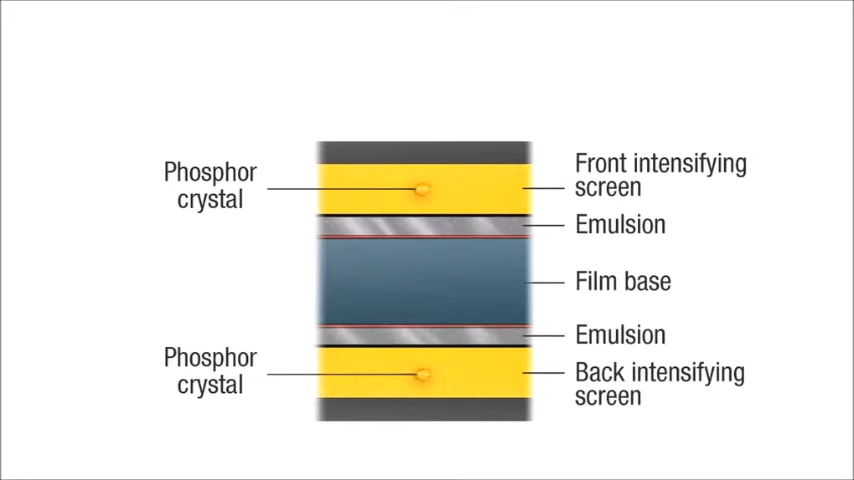 Phosphor
crystal
Front intensifying
screen
Emulsion
Film base
Emulsion
Phosphor
crystal
Back intensifying
screen